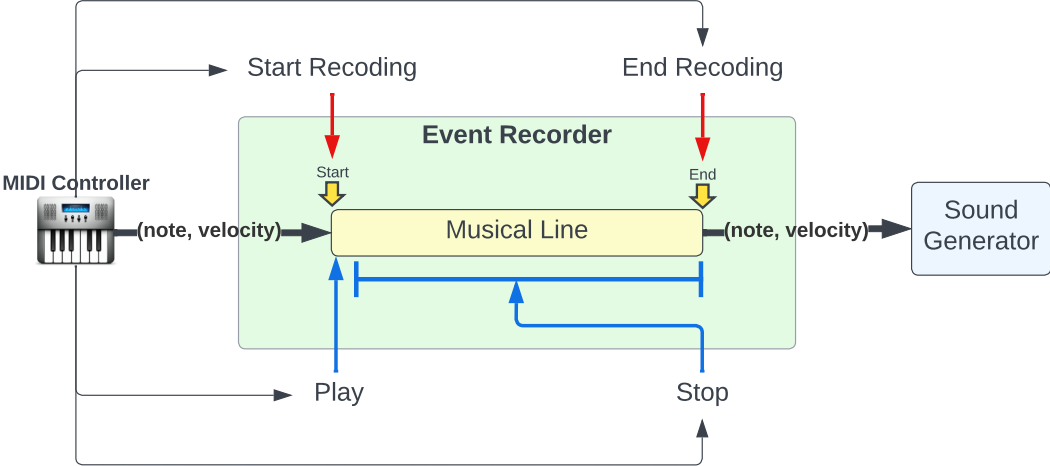 Start Recoding
End Recoding
Event Recorder
Start
End
MIDI Controller
(note, velocity)
Musical Line
(note, velocity)
Sound
Generator
Play
Stop